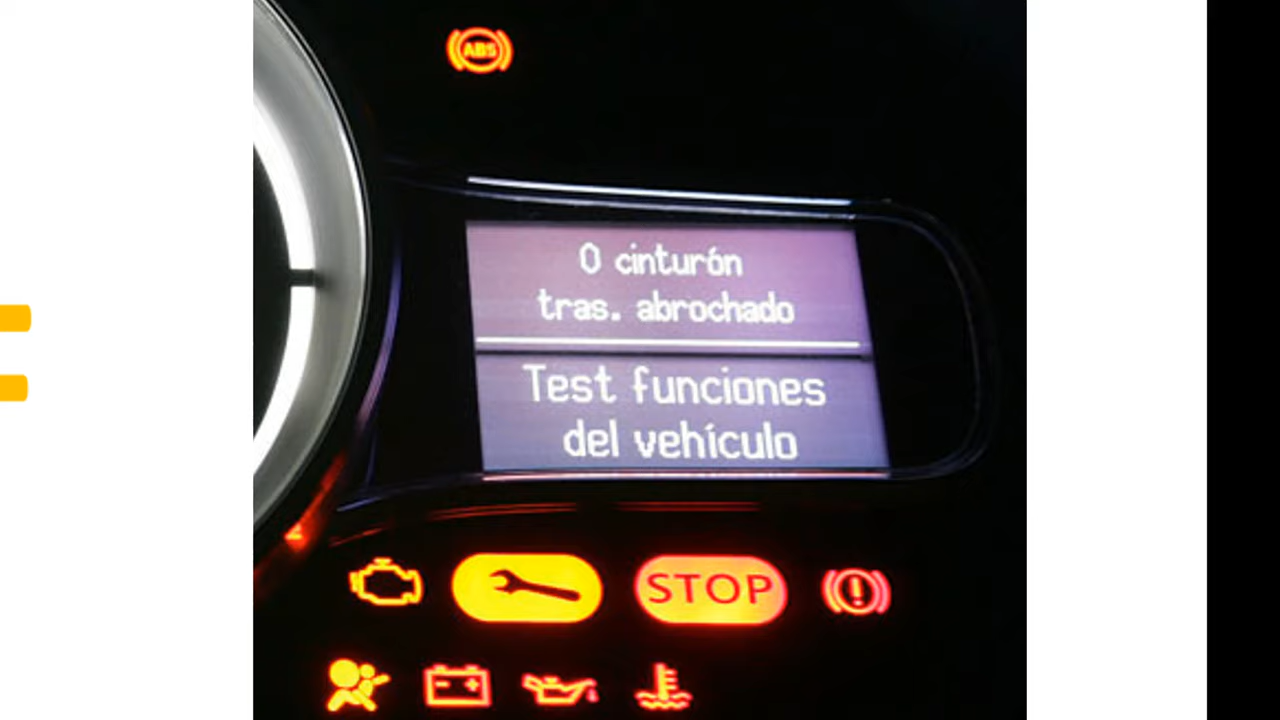 ABS
0 cinturón
tras. abrochado
Test funciones
del vehículo
STOP